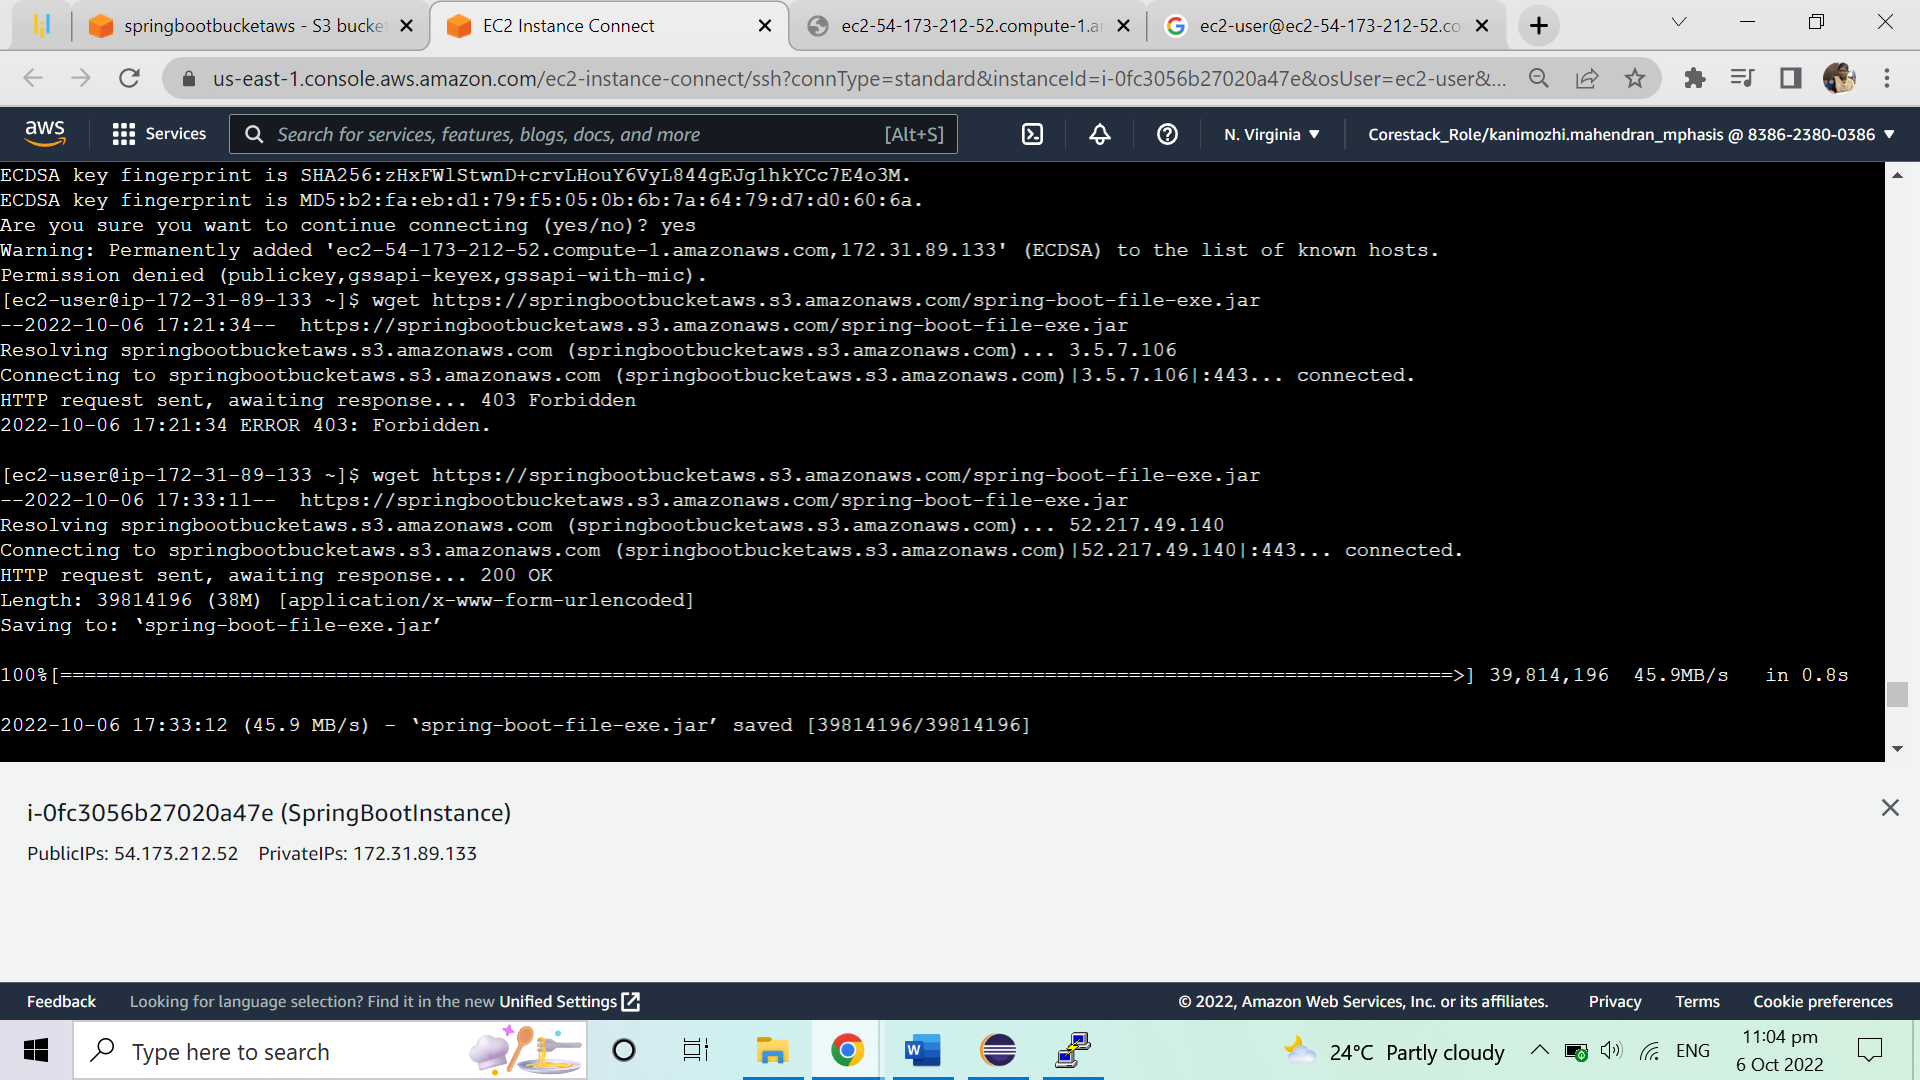 springbootbucketaws - S3 bucke
EC2 Instance Connect
ec2-54-173-212-52.compute-1.a
ec2-user@ec2-54-173-212-52.co
us-east-1.console.aws.amazon.com/ec2-instance-connect/ssh?connType=standard&instanceId=i-0fc3056b27020a47e&osUser=ec2-user&...
aws
Services
Search for services, features, blogs, docs, and more
[Alt+S]
N. Virginia
Corestack_Role/kanimozhi.mahendran_mphasis @ 8386-2380-0386
ECDSA key fingerprint is SHA256:zHxFWlStwnD+crvLHouY6VyL844gEJg1hkYCc7E4o3M.
ECDSA key fingerprint is MD5:b2:fa:eb:d1:79:f5:05:0b:6b:7a:64:79:d7:d0:60:6a.
Are you sure you want to continue connecting (yes/no)? yes
Warning: Permanently added 'ec2-54-173-212-52.compute-1.amazonaws.com,172.31.89.133' (ECDSA) to the list of known hosts.
Permission denied (publickey,gssapi-keyex,gssapi-with-mic).
[ec2-user@ip-172-31-89-133 ~]$ wget https://springbootbucketaws.s3.amazonaws.com/spring-boot-file-exe.jar
--2022-10-06 17:21:34--  https://springbootbucketaws.s3.amazonaws.com/spring-boot-file-exe.jar
Resolving springbootbucketaws.s3.amazonaws.com (springbootbucketaws.s3.amazonaws.com)... 3.5.7.106
Connecting to springbootbucketaws.s3.amazonaws.com (springbootbucketaws.s3.amazonaws.com)|3.5.7.106|:443... connected.
HTTP request sent, awaiting response... 403 Forbidden
2022-10-06 17:21:34 ERROR 403: Forbidden.
[ec2-user@ip-172-31-89-133 ~]$ wget https://springbootbucketaws.s3.amazonaws.com/spring-boot-file-exe.jar
--2022-10-06 17:33:11--  https://springbootbucketaws.s3.amazonaws.com/spring-boot-file-exe.jar
Resolving springbootbucketaws.s3.amazonaws.com (springbootbucketaws.s3.amazonaws.com)... 52.217.49.140
Connecting to springbootbucketaws.s3.amazonaws.com (springbootbucketaws.s3.amazonaws.com)|52.217.49.140|:443... connected.
HTTP request sent, awaiting response... 200 OK
Length: 39814196 (38M) [application/x-www-form-urlencoded]
Saving to: ‘spring-boot-file-exe.jar’
100%[====================================================================================================================>] 39,814,196  45.9MB/s   in 0.8s
2022-10-06 17:33:12 (45.9 MB/s) - ‘spring-boot-file-exe.jar’ saved [39814196/39814196]
i-0fc3056b27020a47e (SpringBootInstance)
PublicIPs: 54.173.212.52    PrivateIPs: 172.31.89.133
Feedback
Looking for language selection? Find it in the new Unified Settings
© 2022, Amazon Web Services, Inc. or its affiliates.
Privacy
Terms
Cookie preferences
Type here to search
24°C  Partly cloudy
ENG
11:04 pm
6 Oct 2022